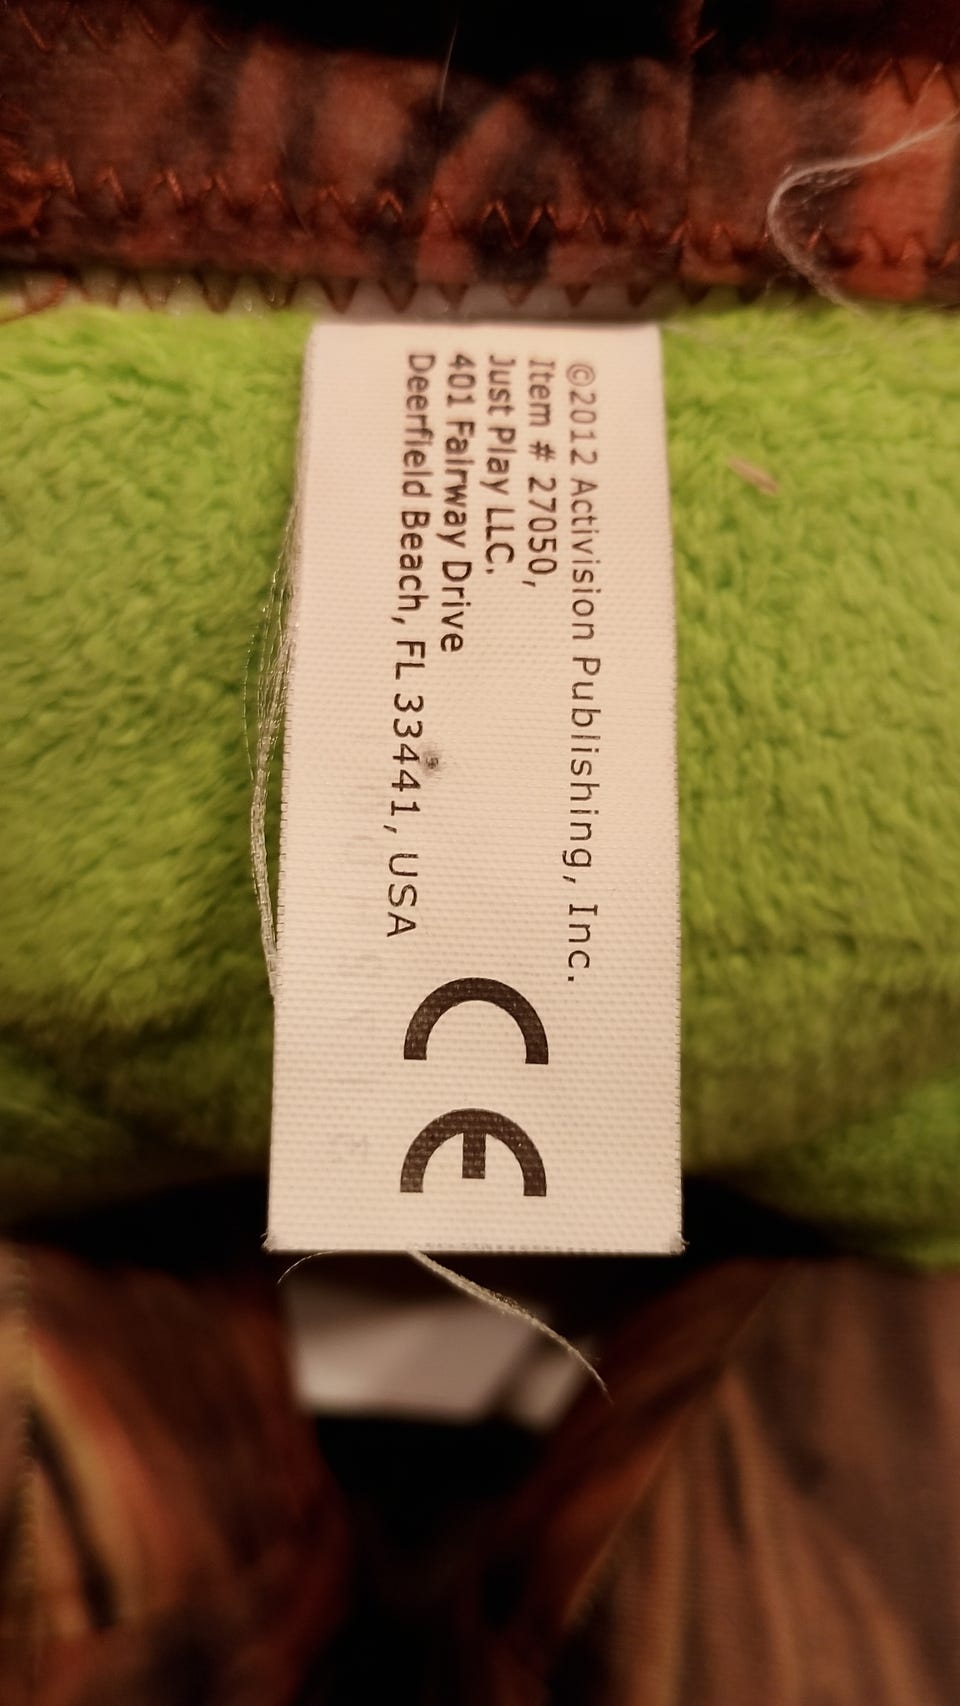 ©2012 Activision Publishing, Inc.
Item # 27050,
Just Play LLC.
401 Fairway Drive
Deerfield Beach, FL 33441, USA
CE